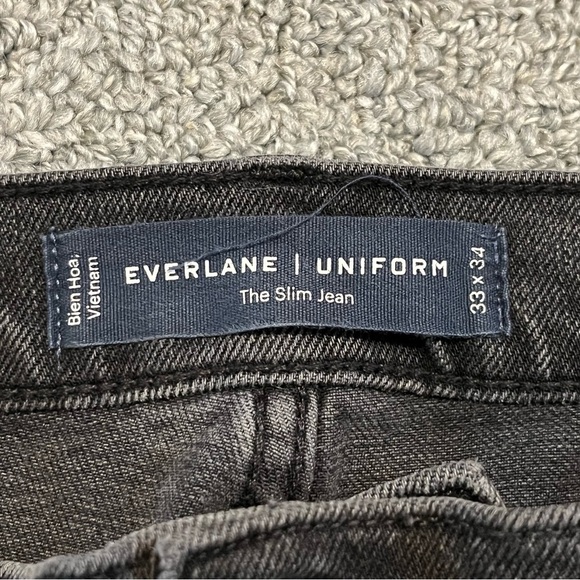 Bien Hoa,
Vietnam
EVERLANE | UNIFORM
The Slim Jean
33 x 34